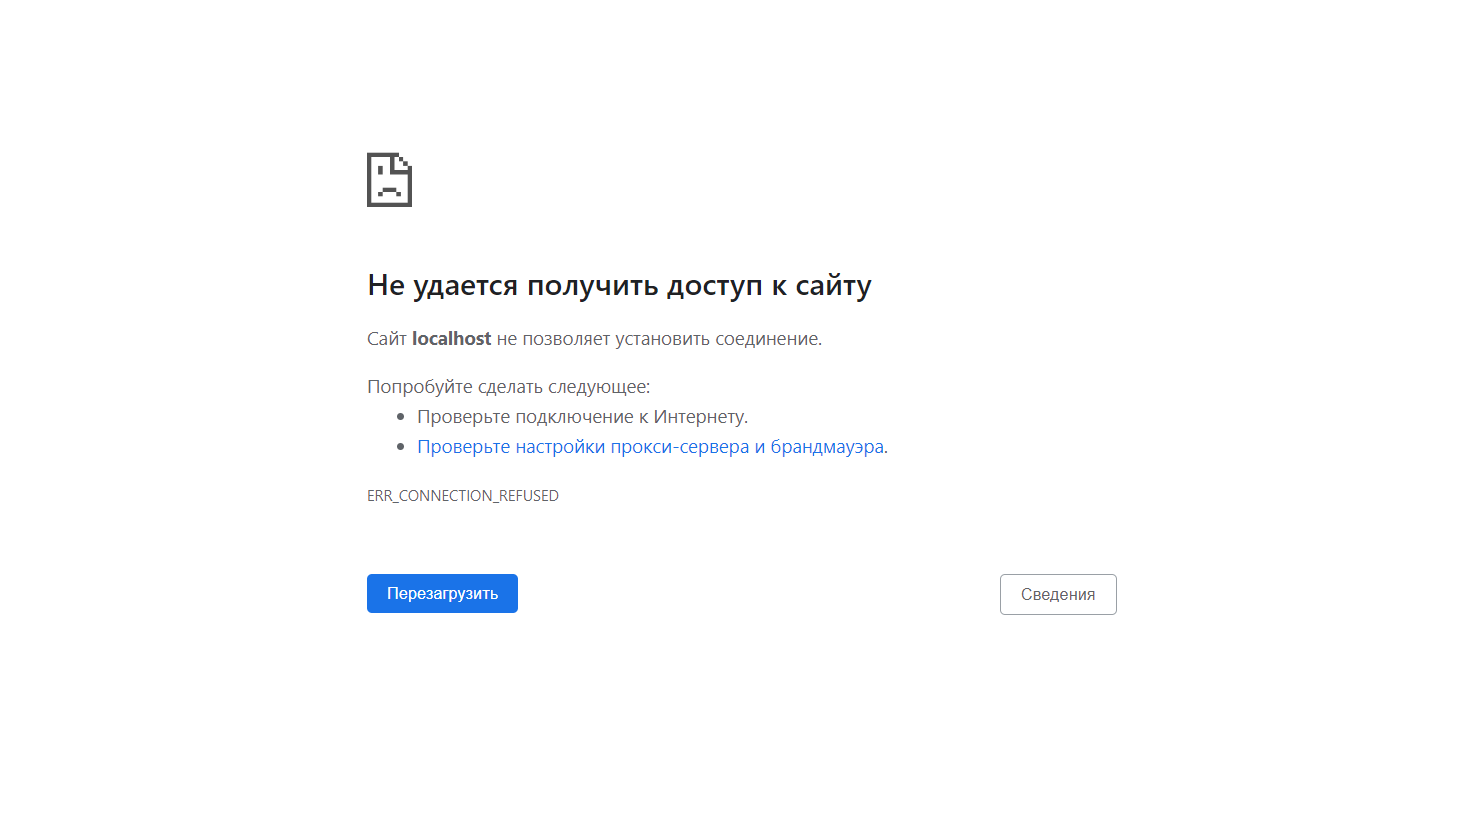 Не удается получить доступ к сайту
Сайт localhost не позволяет установить соединение.
Попробуйте сделать следующее:
Проверьте подключение к Интернету.
Проверьте настройки прокси-сервера и брандмауэра.
ERR_CONNECTION_REFUSED
Перезагрузить
Сведения